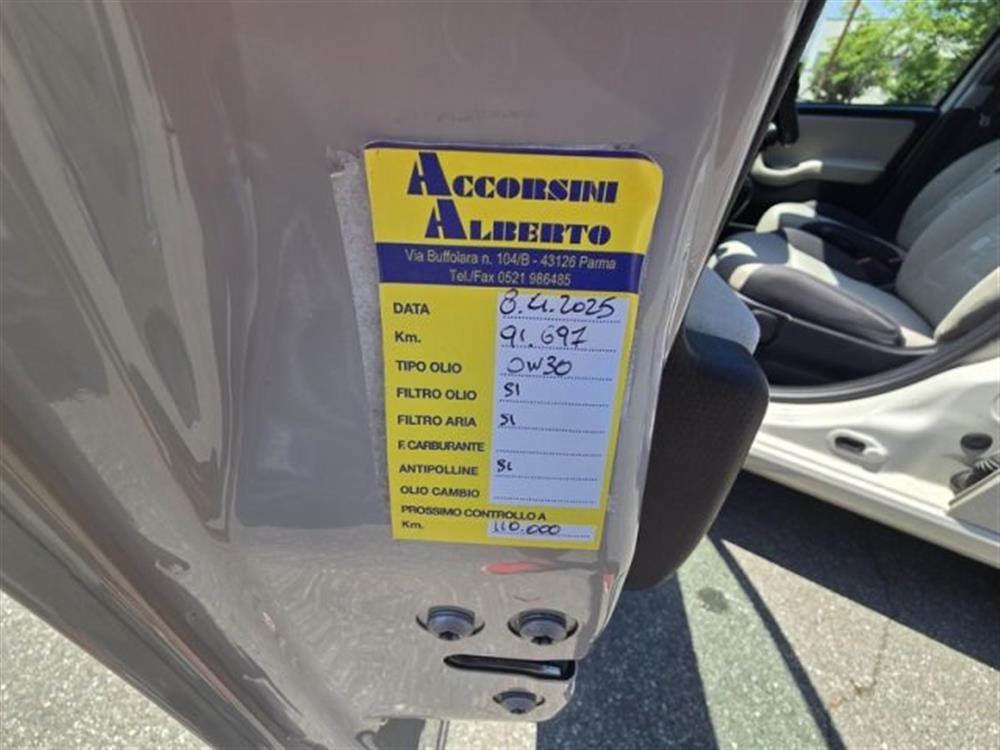 ACCORSINI
ALBERTO
Via Buffolara n. 104/B - 43126 Parma
Tel./Fax 0521 986485
DATA 8.4.2025
Km. 91.697
TIPO OLIO 0W30
FILTRO OLIO SI
FILTRO ARIA SI
F. CARBURANTE
ANTIPOLLINE SI
OLIO CAMBIO
PROSSIMO CONTROLLO A
Km. 110.000